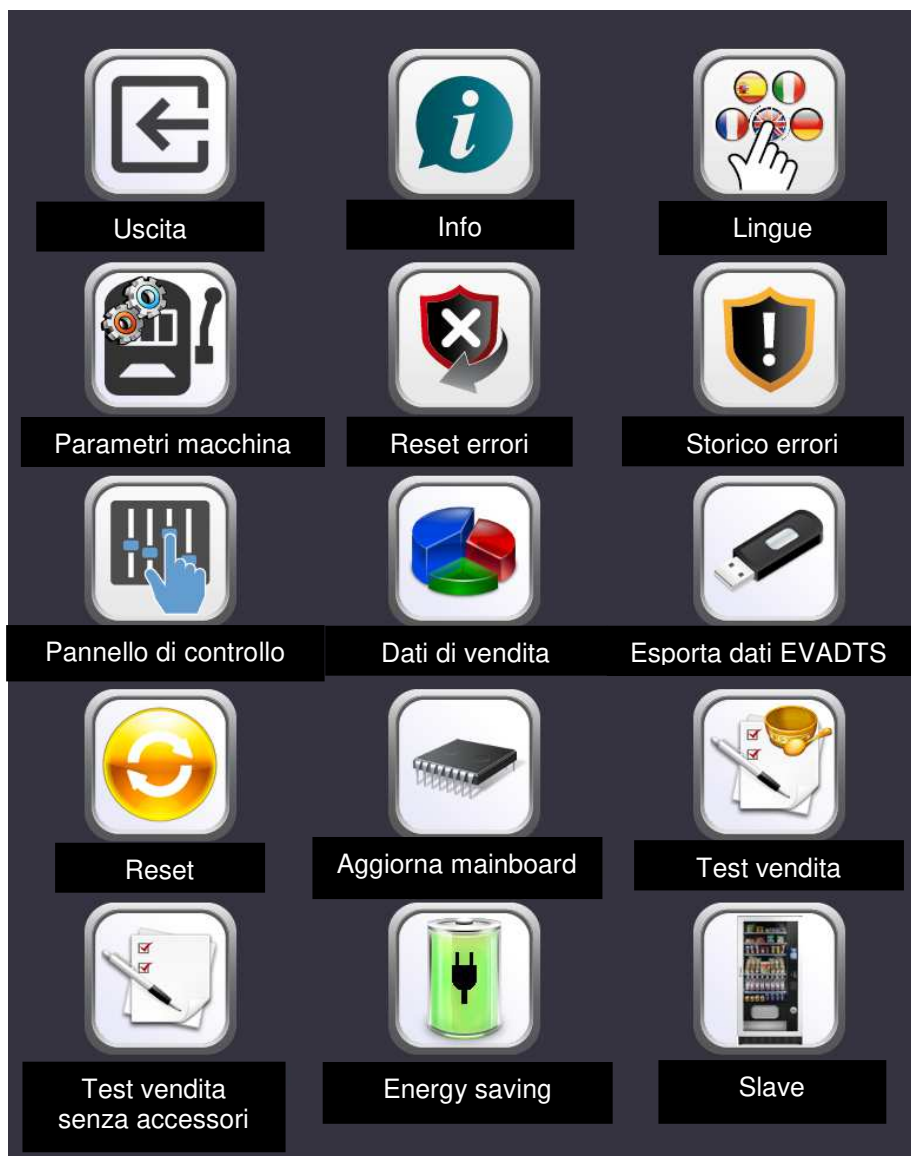 Uscita
Info
Lingue
Parametri macchina
Reset errori
Storico errori
Pannello di controllo
Dati di vendita
Esporta dati EVADTS
Reset
Aggiorna mainboard
Test vendita
Test vendita
senza accessori
Energy saving
Slave